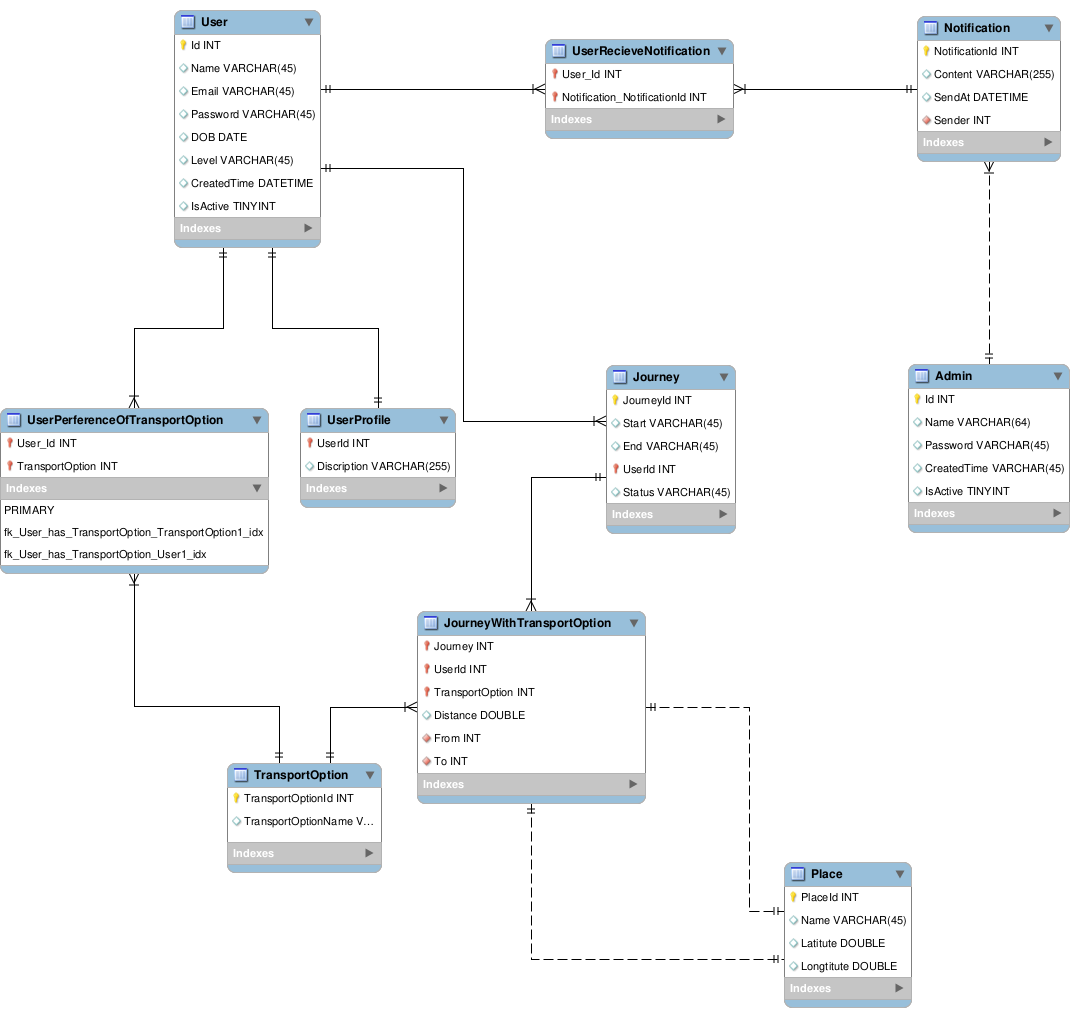 User
Id INT
Name VARCHAR(45)
Email VARCHAR(45)
Password VARCHAR(45)
DOB DATE
Level VARCHAR(45)
CreatedTime DATETIME
IsActive TINYINT
Indexes
UserRecieveNotification
User_Id INT
Notification_NotificationId INT
Indexes
Notification
NotificationId INT
Content VARCHAR(255)
SendAt DATETIME
Sender INT
Indexes
UserPerferenceOfTransportOption
User_Id INT
TransportOption INT
Indexes
PRIMARY
fk_User_has_TransportOption_TransportOption1_idx
fk_User_has_TransportOption_User1_idx
UserProfile
UserId INT
Discription VARCHAR(255)
Indexes
Journey
JourneyId INT
Start VARCHAR(45)
End VARCHAR(45)
UserId INT
Status VARCHAR(45)
Indexes
Admin
Id INT
Name VARCHAR(64)
Password VARCHAR(45)
CreatedTime VARCHAR(45)
IsActive TINYINT
Indexes
JourneyWithTransportOption
Journey INT
UserId INT
TransportOption INT
Distance DOUBLE
From INT
To INT
Indexes
TransportOption
TransportOptionId INT
TransportOptionName V...
Indexes
Place
PlaceId INT
Name VARCHAR(45)
Latitute DOUBLE
Longtitute DOUBLE
Indexes